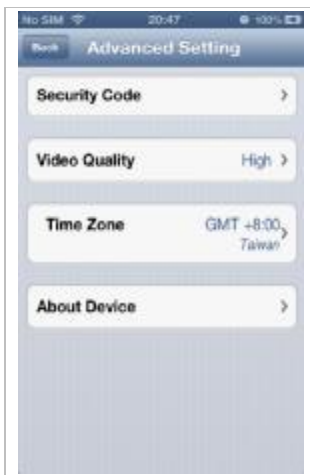 No SIM 20:47 100%
Back Advanced Setting
Security Code
Video Quality High
Time Zone GMT +8:00
Taiwan
About Device